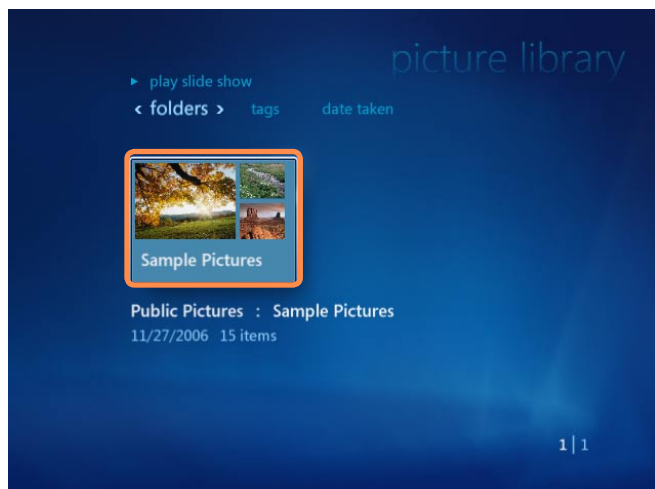 picture library
▸ play slide show
‹ folders › tags date taken
Sample Pictures
Public Pictures : Sample Pictures
11/27/2006 15 items
1|1